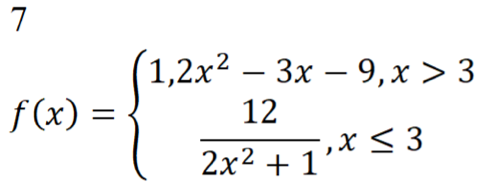 7
f(x) = { 1,2x² − 3x − 9, x > 3
12
2x² + 1 , x ≤ 3